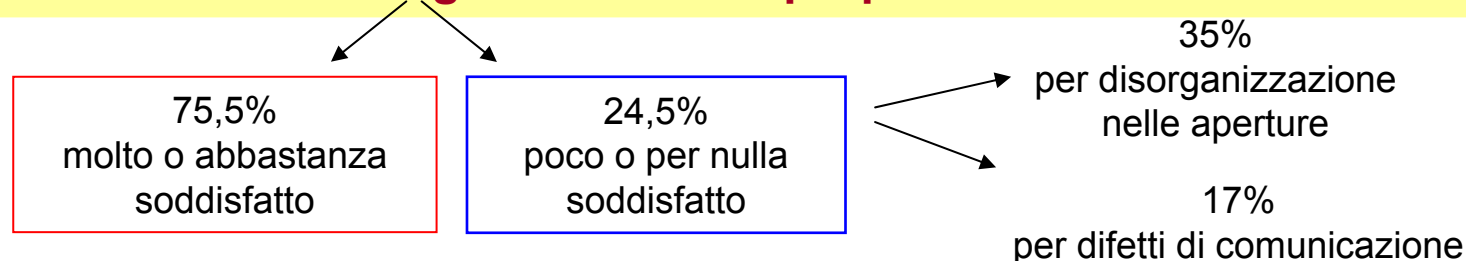 75,5%
molto o abbastanza
soddisfatto
24,5%
poco o per nulla
soddisfatto
35%
per disorganizzazione
nelle aperture
17%
per difetti di comunicazione